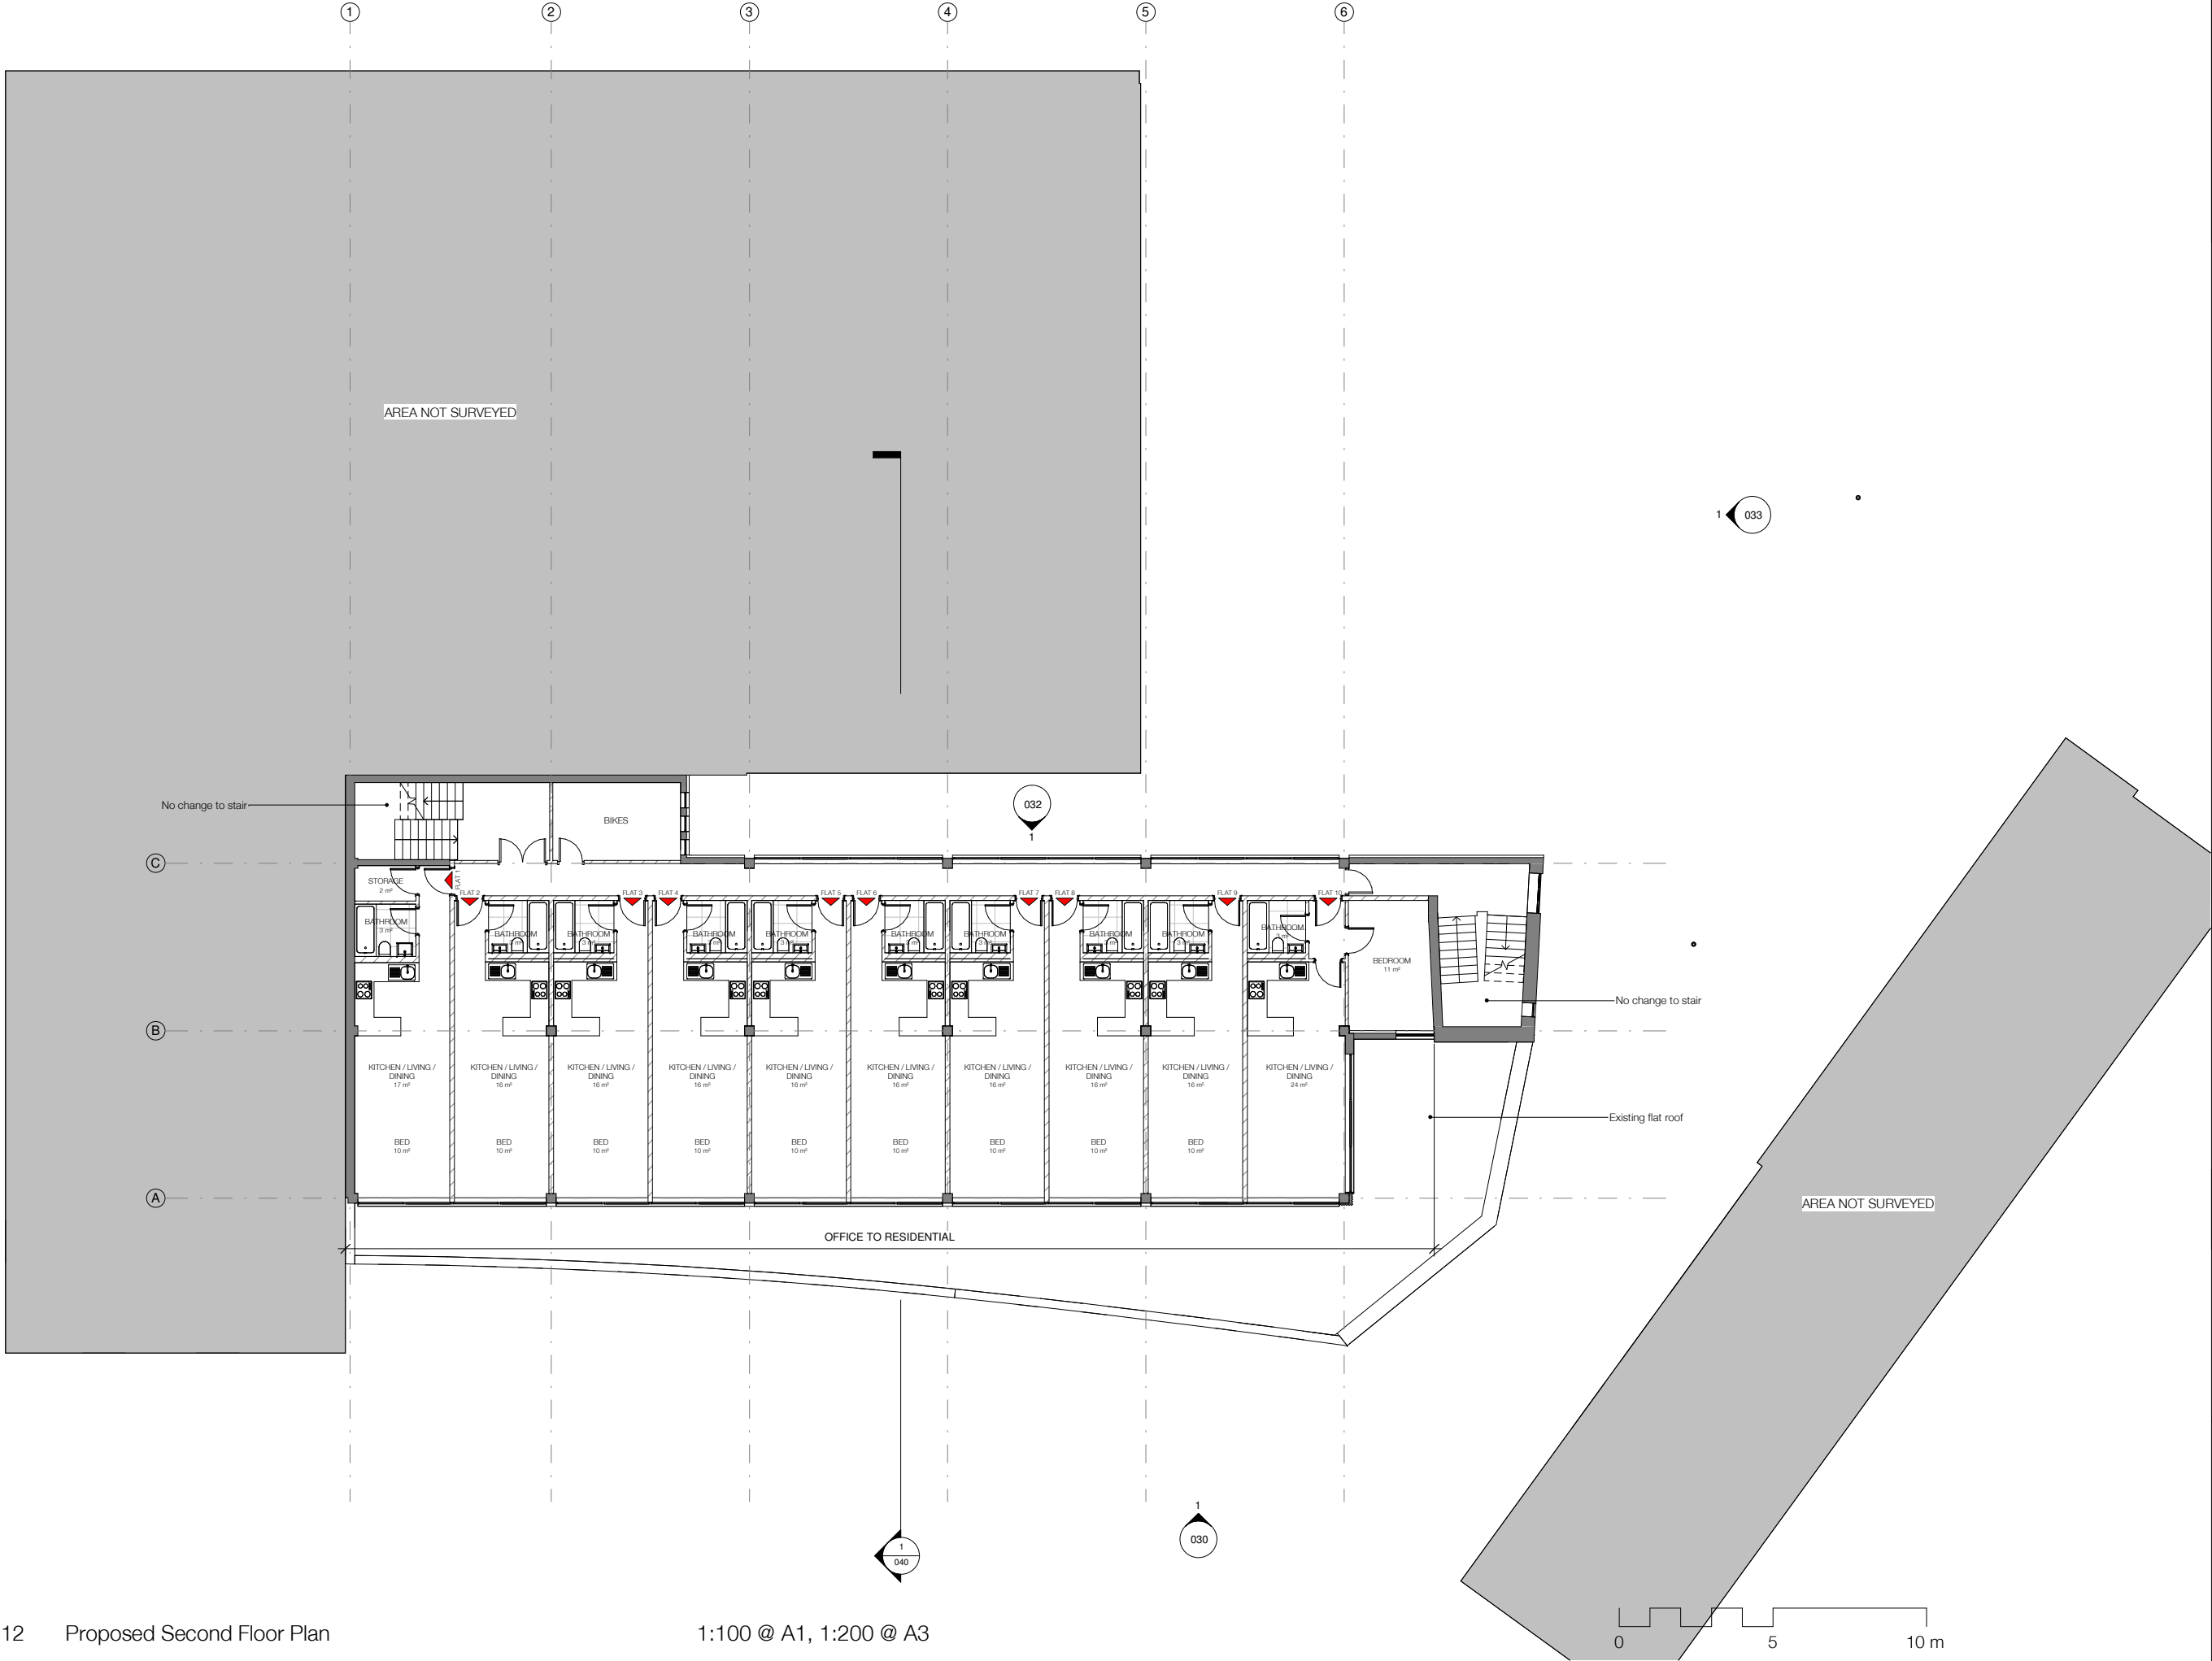 1 2 3 4 5 6
AREA NOT SURVEYED
1 033
032
1
No change to stair
BIKES
C
STORAGE
2 m²
FLAT 1
FLAT 2 FLAT 3 FLAT 4 FLAT 5 FLAT 6 FLAT 7 FLAT 8 FLAT 9 FLAT 10
BATHROOM
3 m²
BATHROOM BATHROOM BATHROOM BATHROOM BATHROOM BATHROOM BATHROOM BATHROOM BATHROOM
BEDROOM
11 m²
No change to stair
B
KITCHEN / LIVING / KITCHEN / LIVING / KITCHEN / LIVING / KITCHEN / LIVING / KITCHEN / LIVING / KITCHEN / LIVING / KITCHEN / LIVING / KITCHEN / LIVING / KITCHEN / LIVING / KITCHEN / LIVING /
DINING DINING DINING DINING DINING DINING DINING DINING DINING DINING
17 m² 16 m² 16 m² 16 m² 16 m² 16 m² 16 m² 16 m² 16 m² 24 m²
Existing flat roof
BED BED BED BED BED BED BED BED BED
10 m² 10 m² 10 m² 10 m² 10 m² 10 m² 10 m² 10 m² 10 m²
A
AREA NOT SURVEYED
OFFICE TO RESIDENTIAL
1
030
1
040
12 Proposed Second Floor Plan 1:100 @ A1, 1:200 @ A3
0 5 10 m